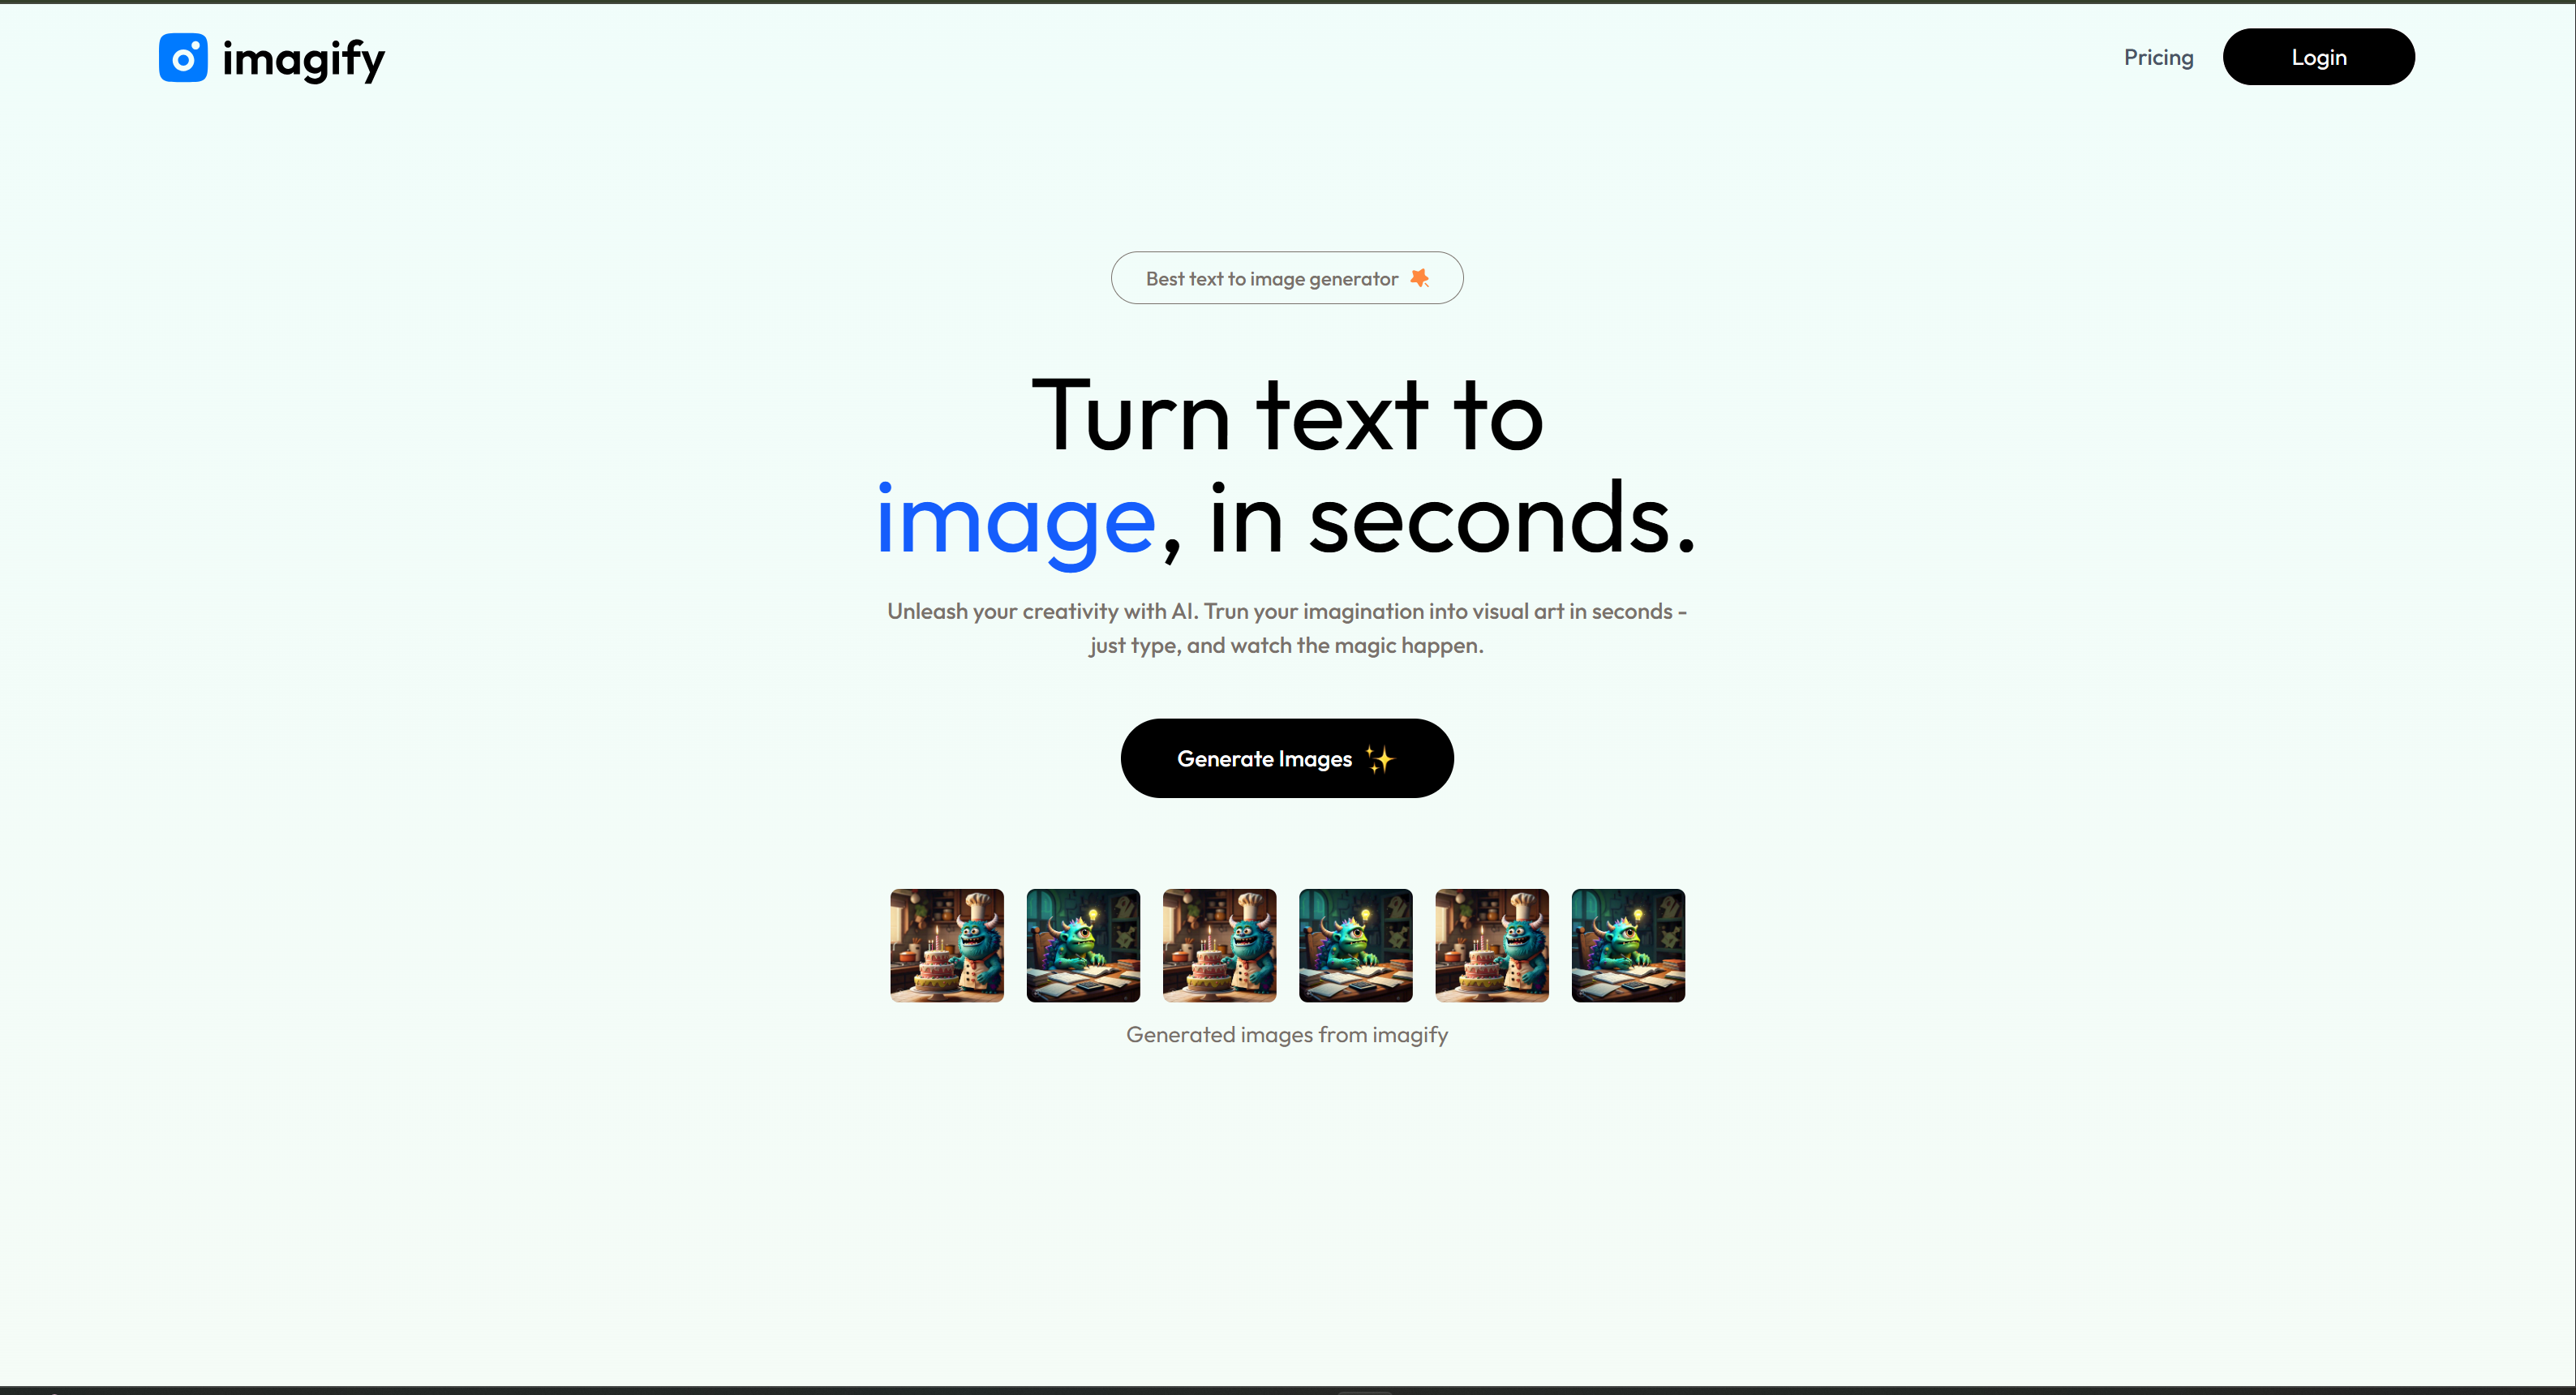 imagify
Pricing
Login
Best text to image generator
Turn text to
image, in seconds.
Unleash your creativity with AI. Trun your imagination into visual art in seconds -
just type, and watch the magic happen.
Generate Images
Generated images from imagify